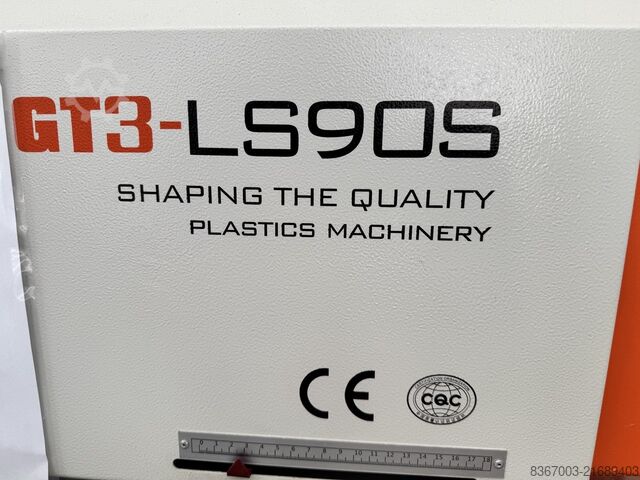 GT3-LS90S
SHAPING THE QUALITY
PLASTICS MACHINERY
CE
CQC
0 1 2 3 4 5 6 7 8 9 10 11 12 13 14 15 16 17 18
8367003-21689403